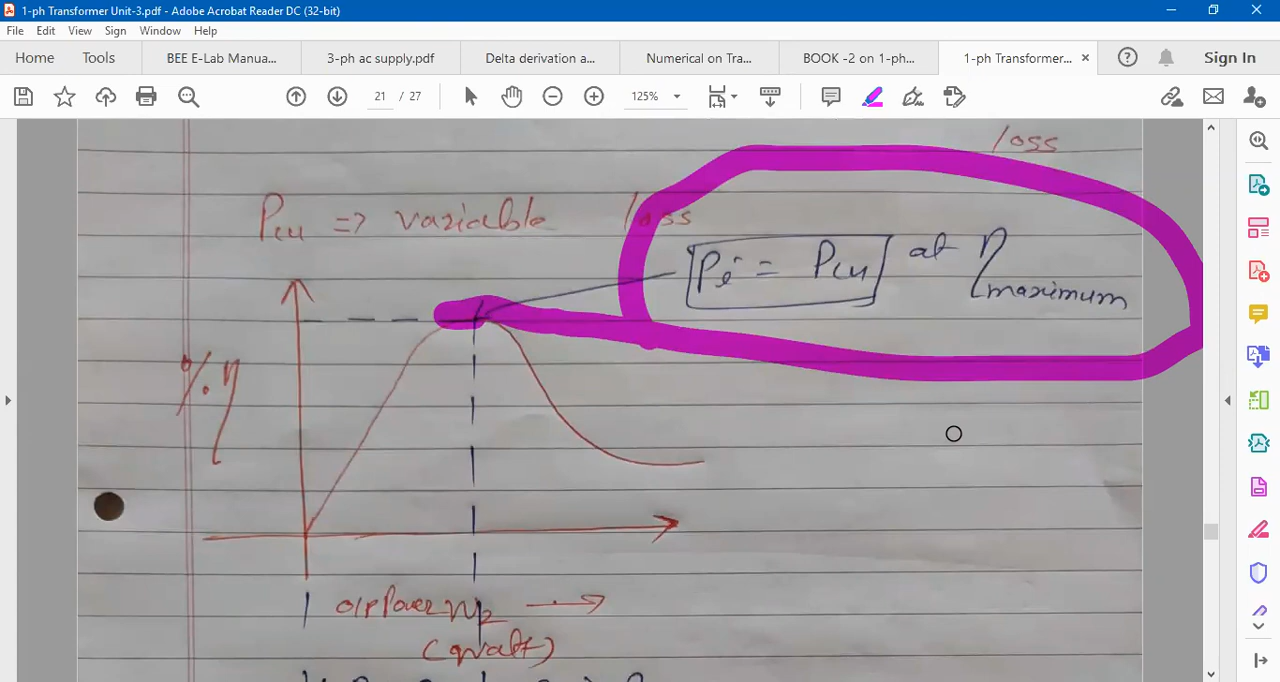 1-ph Transformer Unit-3.pdf - Adobe Acrobat Reader DC (32-bit)
File Edit View Sign Window Help
Home Tools BEE E-Lab Manua... 3-ph ac supply.pdf Delta derivation a... Numerical on Tra... BOOK -2 on 1-ph... 1-ph Transformer... Sign In
21 / 27 125%
loss
Pcu => variable loss
Pi = Pcu at η maximum
%η
o/p Power W2
(watt)